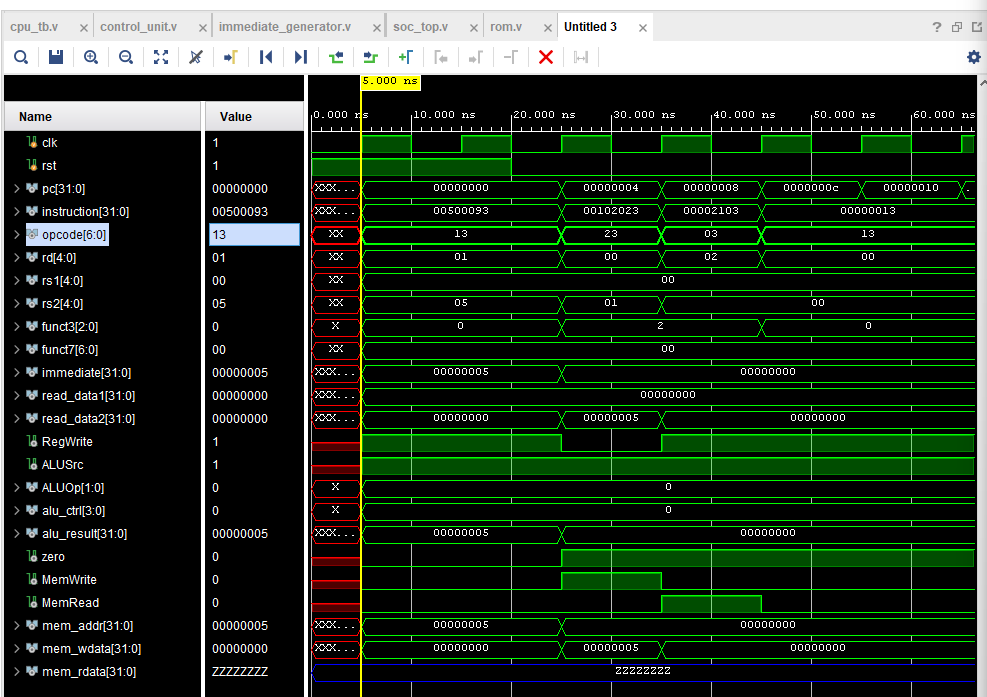 cpu_tb.v × control_unit.v × immediate_generator.v × soc_top.v × rom.v × Untitled 3 × ?
5.000 ns
Name Value 0.000 ns 10.000 ns 20.000 ns 30.000 ns 40.000 ns 50.000 ns 60.000 ns
clk 1
rst 1
pc[31:0] 00000000 XXX... 00000000 00000004 00000008 0000000c 00000010 .
instruction[31:0] 00500093 XXX... 00500093 00102023 00002103 00000013
opcode[6:0] 13 XX 13 23 03 13
rd[4:0] 01 XX 01 00 02 00
rs1[4:0] 00 XX 00
rs2[4:0] 05 XX 05 01 00
funct3[2:0] 0 X 0 2 0
funct7[6:0] 00 XX 00
immediate[31:0] 00000005 XXX... 00000005 00000000
read_data1[31:0] 00000000 XXX... 00000000
read_data2[31:0] 00000000 XXX... 00000000 00000005 00000000
RegWrite 1
ALUSrc 1
ALUOp[1:0] 0 X 0
alu_ctrl[3:0] 0 X 0
alu_result[31:0] 00000005 XXX... 00000005 00000000
zero 0
MemWrite 0
MemRead 0
mem_addr[31:0] 00000005 XXX... 00000005 00000000
mem_wdata[31:0] 00000000 XXX... 00000000 00000005 00000000
mem_rdata[31:0] ZZZZZZZZ ZZZZZZZZ